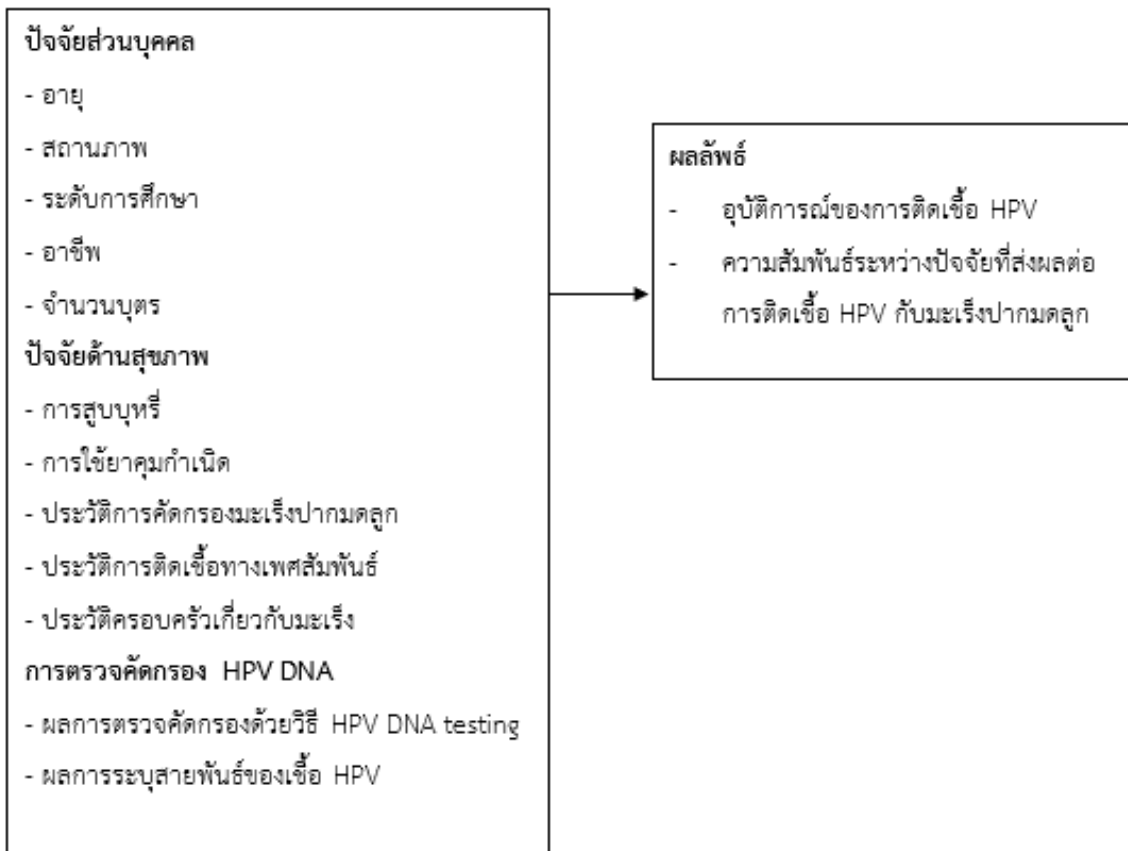 ปัจจัยส่วนบุคคล
- อายุ
- สถานภาพ
- ระดับการศึกษา
- อาชีพ
- จำนวนบุตร
ปัจจัยด้านสุขภาพ
- การสูบบุหรี่
- การใช้ยาคุมกำเนิด
- ประวัติการคัดกรองมะเร็งปากมดลูก
- ประวัติการติดเชื้อทางเพศสัมพันธ์
- ประวัติครอบครัวเกี่ยวกับมะเร็ง
การตรวจคัดกรอง HPV DNA
- ผลการตรวจคัดกรองด้วยวิธี HPV DNA testing
- ผลการระบุสายพันธ์ของเชื้อ HPV
ผลลัพธ์
- อุบัติการณ์ของการติดเชื้อ HPV
- ความสัมพันธ์ระหว่างปัจจัยที่ส่งผลต่อ
การติดเชื้อ HPV กับมะเร็งปากมดลูก